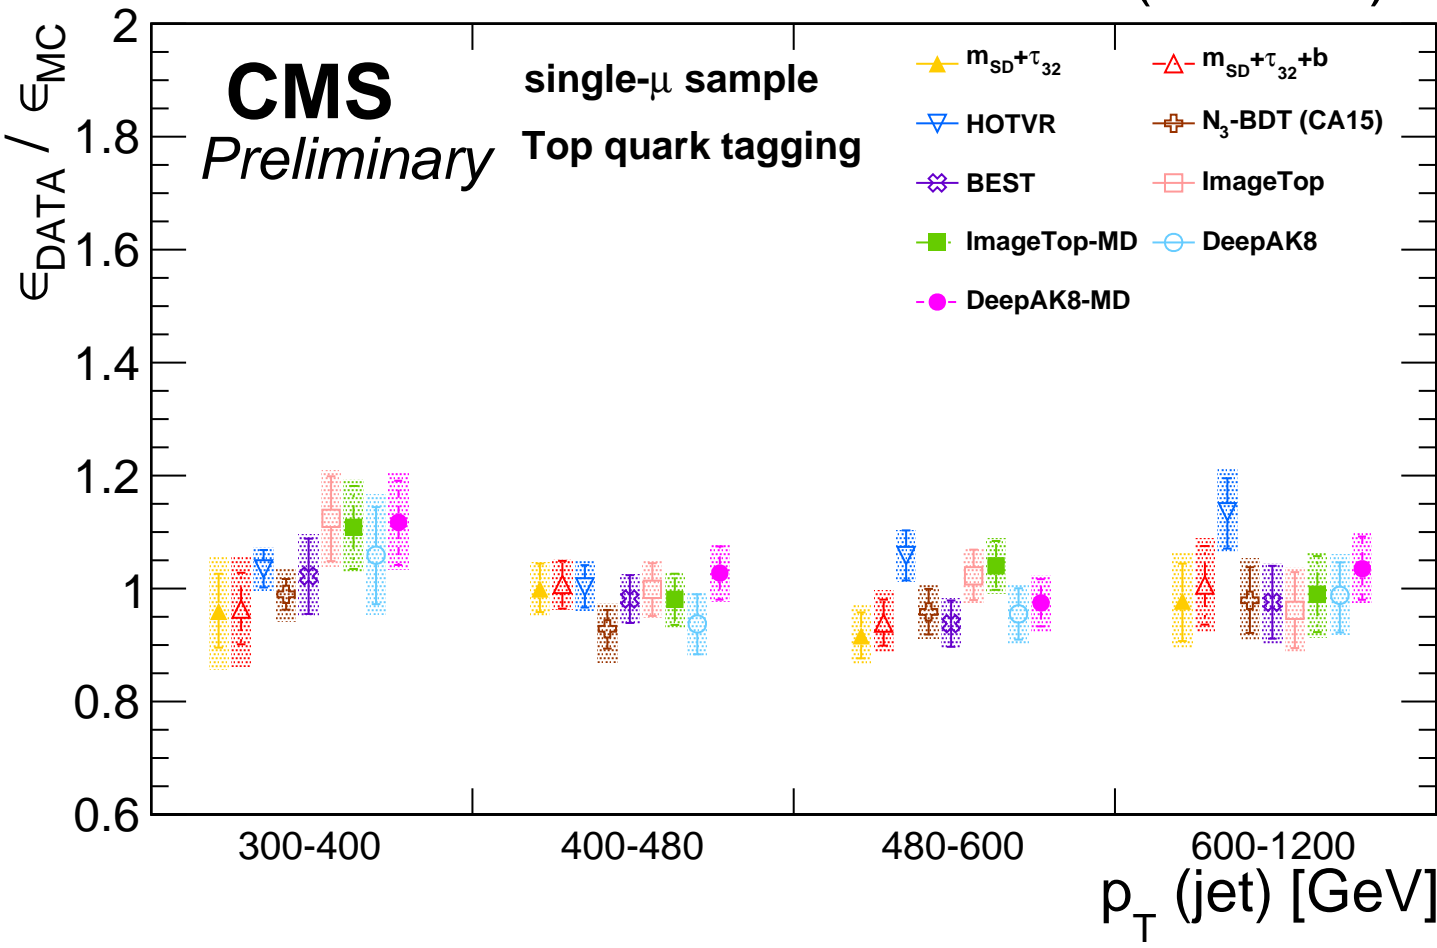 ϵ_DATA / ϵ_MC
2
1.8
1.6
1.4
1.2
1
0.8
0.6
CMS
Preliminary
single-μ sample
Top quark tagging
m_SD+τ_32
m_SD+τ_32+b
HOTVR
N_3-BDT (CA15)
BEST
ImageTop
ImageTop-MD
DeepAK8
DeepAK8-MD
300-400
400-480
480-600
600-1200
p_T (jet) [GeV]